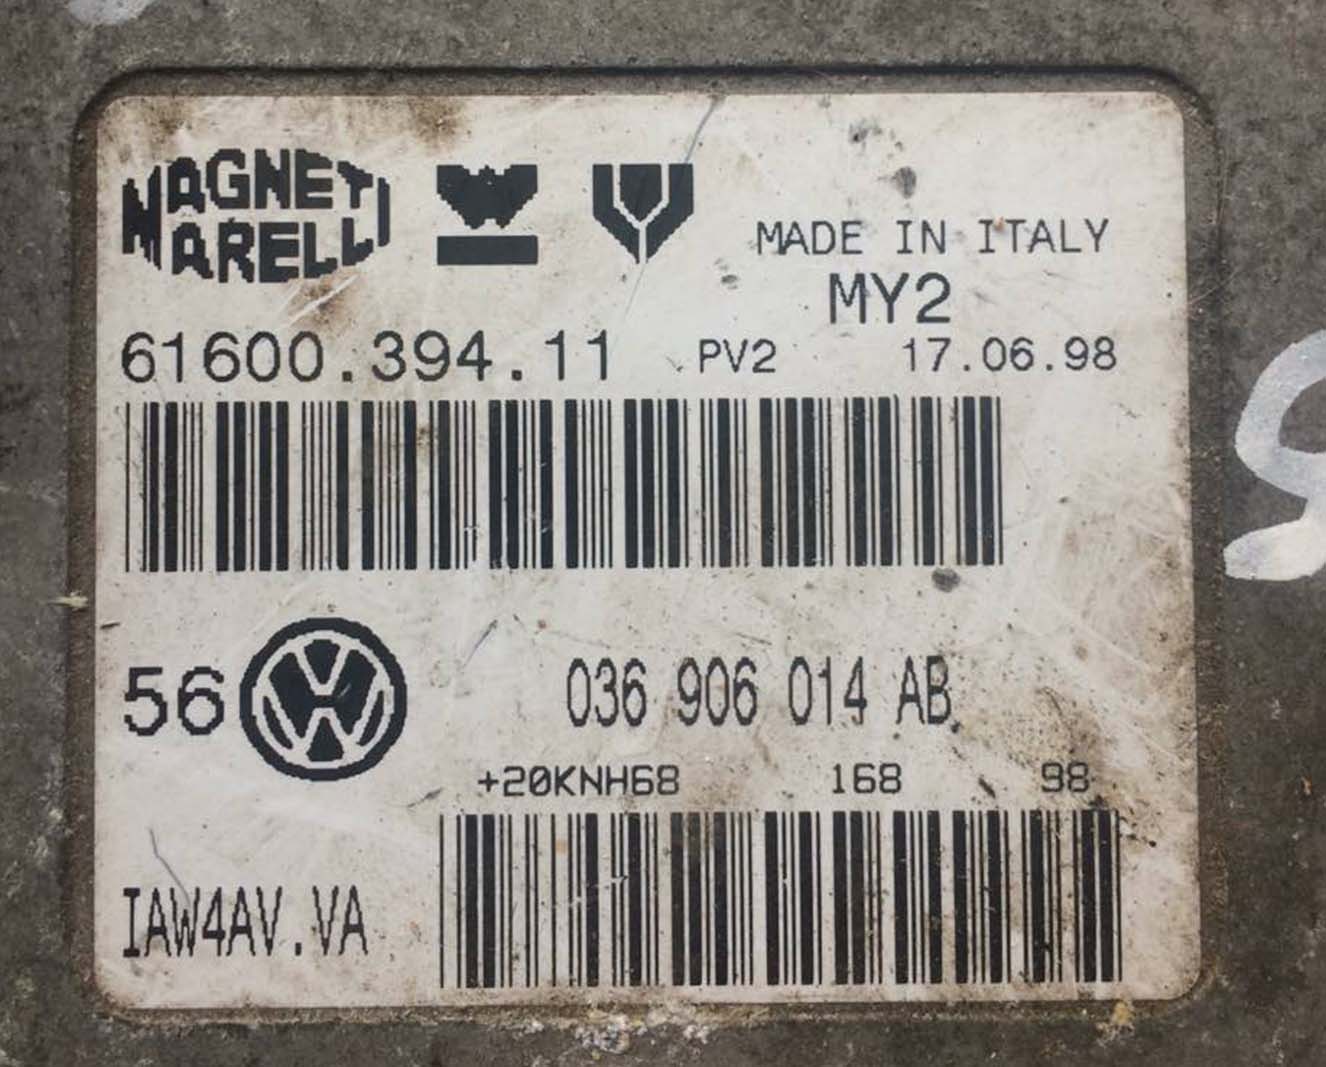 MAGNETI
MARELLI
MADE IN ITALY
MY2
61600.394.11 PV2 17.06.98
56 VW 036 906 014 AB
+20KNH68 168 98
IAW4AV.VA